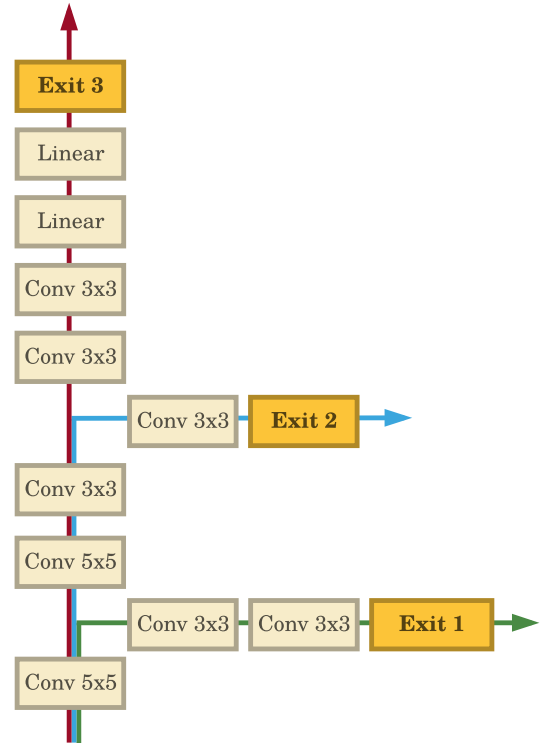 Exit 3
Linear
Linear
Conv 3x3
Conv 3x3
Conv 3x3
Exit 2
Conv 3x3
Conv 5x5
Conv 3x3
Conv 3x3
Exit 1
Conv 5x5